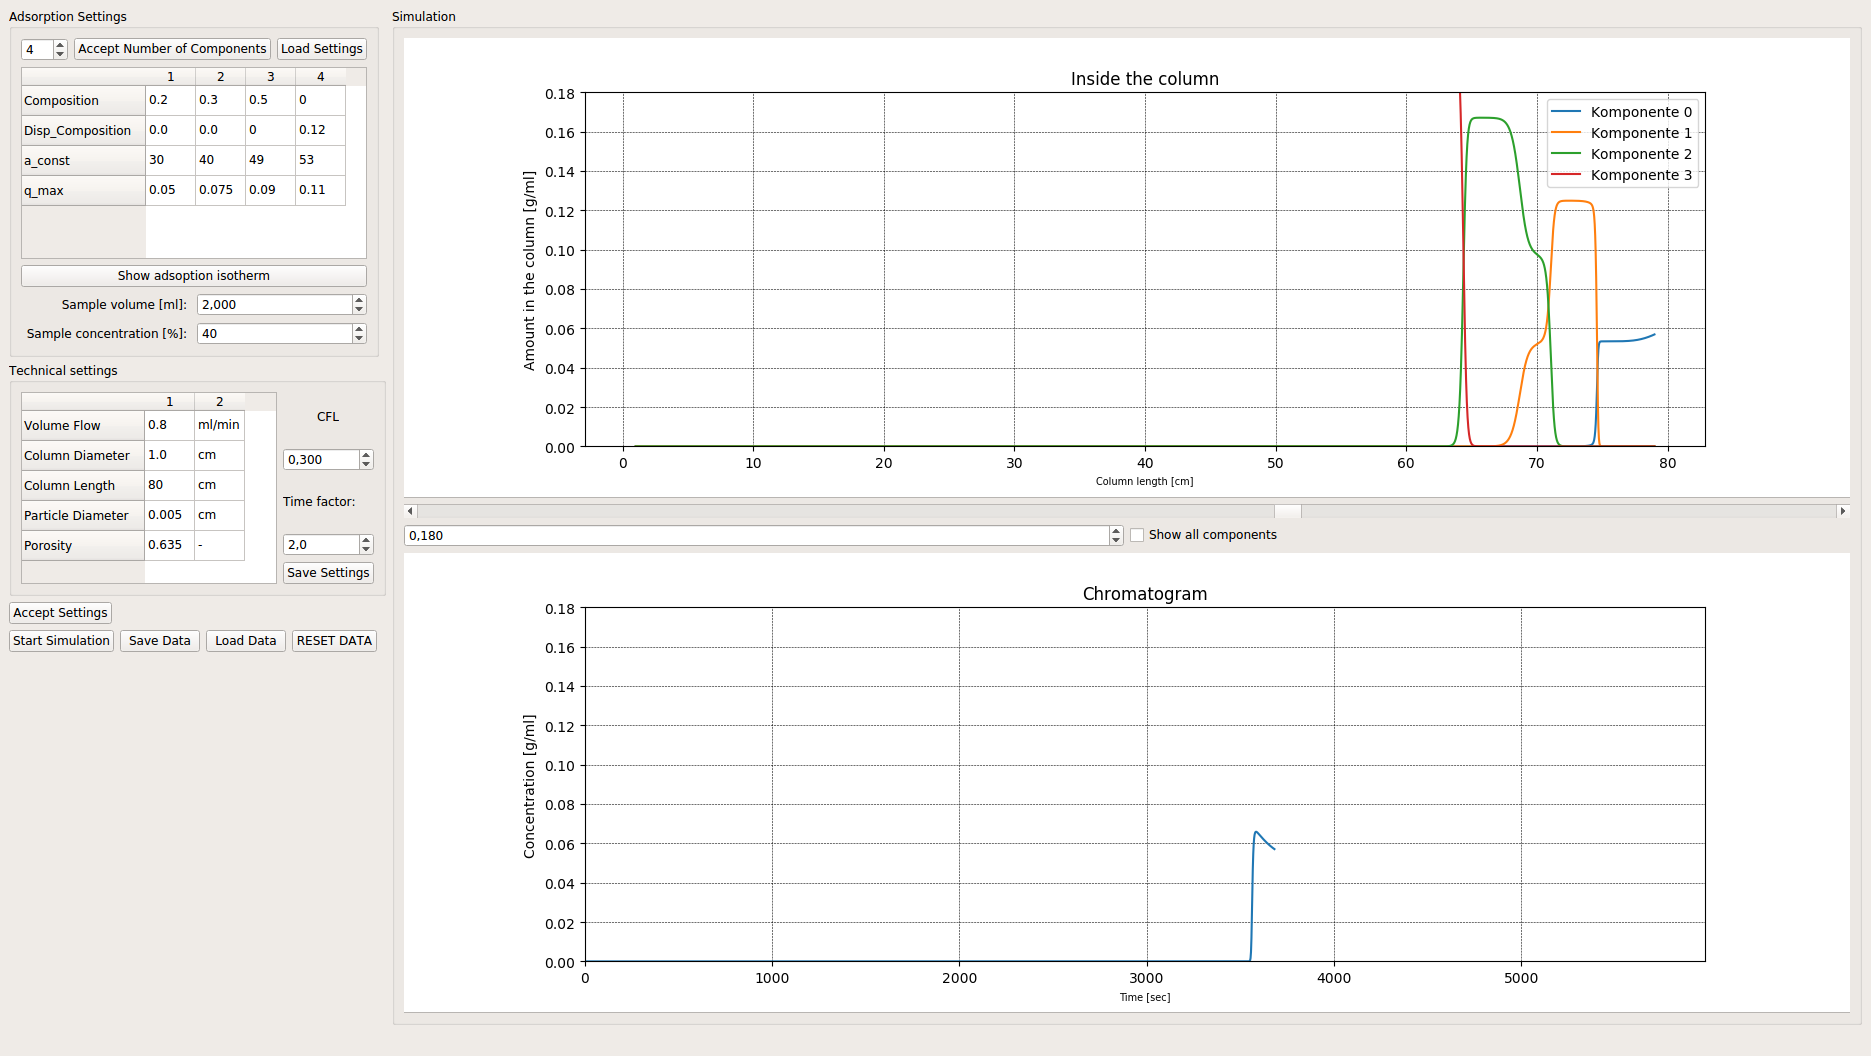 Adsorption Settings
4 Accept Number of Components Load Settings
1 2 3 4
Composition 0.2 0.3 0.5 0
Disp_Composition 0.0 0.0 0 0.12
a_const 30 40 49 53
q_max 0.05 0.075 0.09 0.11
Show adsoption isotherm
Sample volume [ml]: 2,000
Sample concentration [%]: 40
Technical settings
1 2
Volume Flow 0.8 ml/min
Column Diameter 1.0 cm
Column Length 80 cm
Particle Diameter 0.005 cm
Porosity 0.635 -
CFL
0,300
Time factor:
2,0
Save Settings
Accept Settings
Start Simulation Save Data Load Data RESET DATA
Simulation
Inside the column
Amount in the column [g/ml]
0.18
0.16
0.14
0.12
0.10
0.08
0.06
0.04
0.02
0.00
0 10 20 30 40 50 60 70 80
Column length [cm]
Komponente 0
Komponente 1
Komponente 2
Komponente 3
0,180 Show all components
Chromatogram
Concentration [g/ml]
0.18
0.16
0.14
0.12
0.10
0.08
0.06
0.04
0.02
0.00
0 1000 2000 3000 4000 5000
Time [sec]